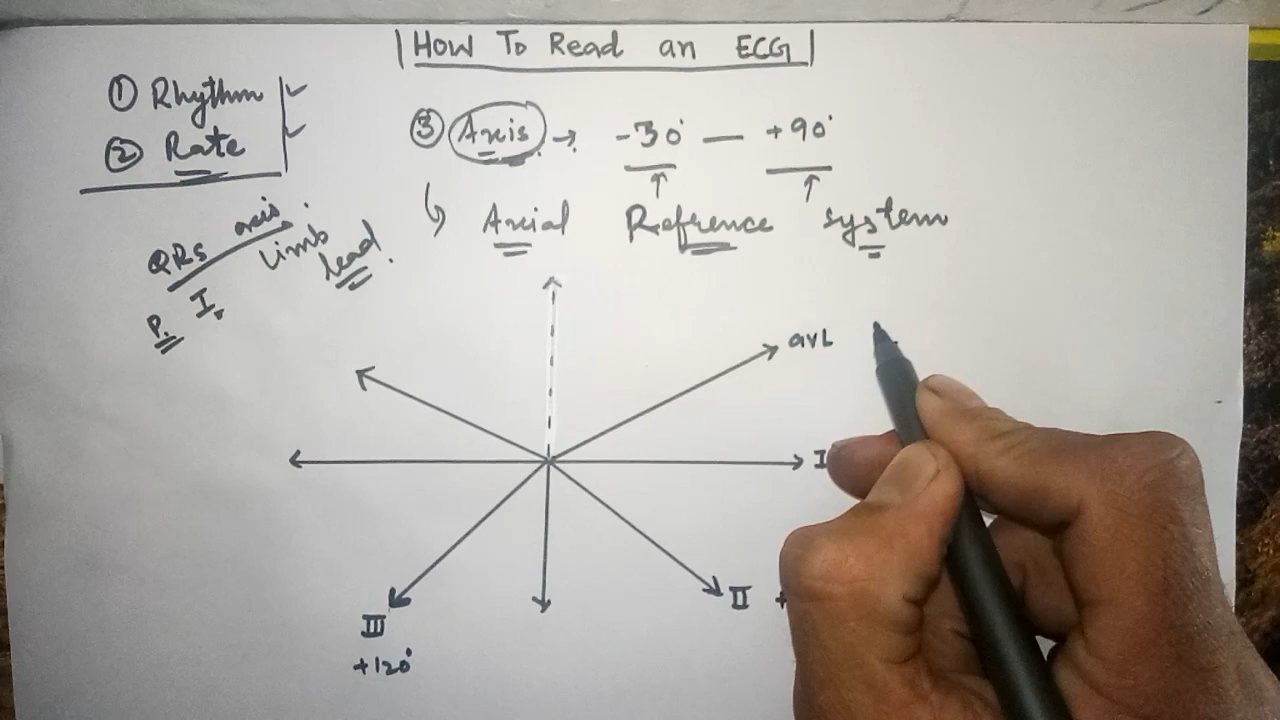 How To Read an ECG
① Rhythm
② Rate
③ Axis → -30° — +90°
Axial Refrence system
QRS axis
limb lead.
I.
P.
avL
I
II +
III
+120°